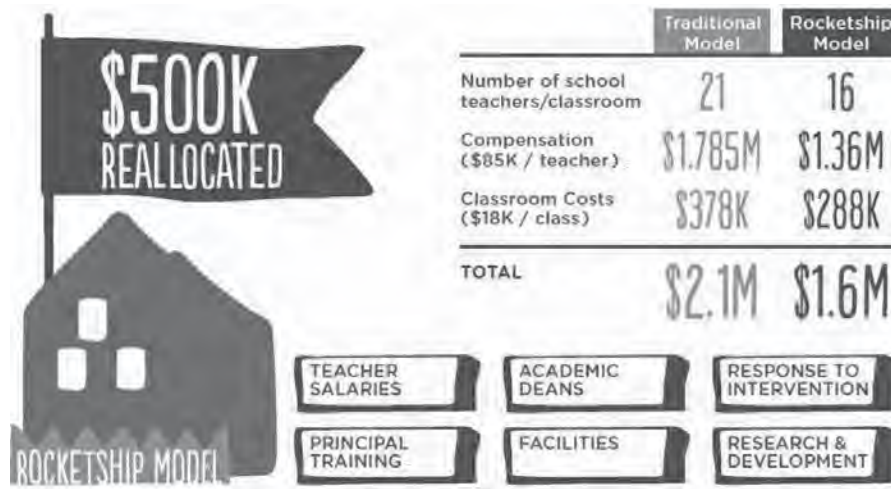 $500K
REALLOCATED
Traditional Model
Rocketship Model
Number of school
teachers/classroom
21
16
Compensation
($85K / teacher)
$1.785M
$1.36M
Classroom Costs
($18K / class)
$378K
$288K
TOTAL
$2.1M
$1.6M
TEACHER
SALARIES
ACADEMIC
DEANS
RESPONSE TO
INTERVENTION
PRINCIPAL
TRAINING
FACILITIES
RESEARCH &
DEVELOPMENT
ROCKETSHIP MODEL